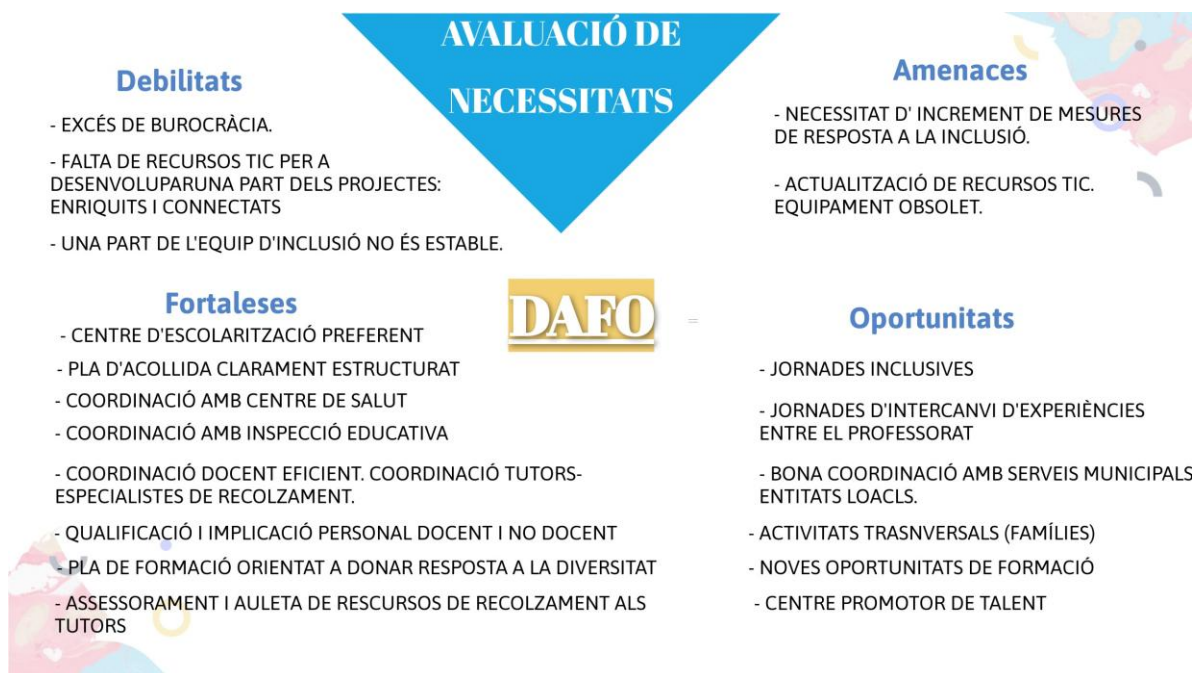 AVALUACIÓ DE
NECESSITATS
Debilitats
- EXCÉS DE BUROCRÀCIA.
- FALTA DE RECURSOS TIC PER A
DESENVOLUPARUNA PART DELS PROJECTES:
ENRIQUITS I CONNECTATS
- UNA PART DE L'EQUIP D'INCLUSIÓ NO ÉS ESTABLE.
Amenaces
- NECESSITAT D' INCREMENT DE MESURES
DE RESPOSTA A LA INCLUSIÓ.
- ACTUALITZACIÓ DE RECURSOS TIC.
EQUIPAMENT OBSOLET.
DAFO
=
Fortaleses
- CENTRE D'ESCOLARITZACIÓ PREFERENT
- PLA D'ACOLLIDA CLARAMENT ESTRUCTURAT
- COORDINACIÓ AMB CENTRE DE SALUT
- COORDINACIÓ AMB INSPECCIÓ EDUCATIVA
- COORDINACIÓ DOCENT EFICIENT. COORDINACIÓ TUTORS-
ESPECIALISTES DE RECOLZAMENT.
- QUALIFICACIÓ I IMPLICACIÓ PERSONAL DOCENT I NO DOCENT
- PLA DE FORMACIÓ ORIENTAT A DONAR RESPOSTA A LA DIVERSITAT
- ASSESSORAMENT I AULETA DE RESCURSOS DE RECOLZAMENT ALS
TUTORS
Oportunitats
- JORNADES INCLUSIVES
- JORNADES D'INTERCANVI D'EXPERIÈNCIES
ENTRE EL PROFESSORAT
- BONA COORDINACIÓ AMB SERVEIS MUNICIPALS
ENTITATS LOACLS.
- ACTIVITATS TRASNVERSALS (FAMÍLIES)
- NOVES OPORTUNITATS DE FORMACIÓ
- CENTRE PROMOTOR DE TALENT